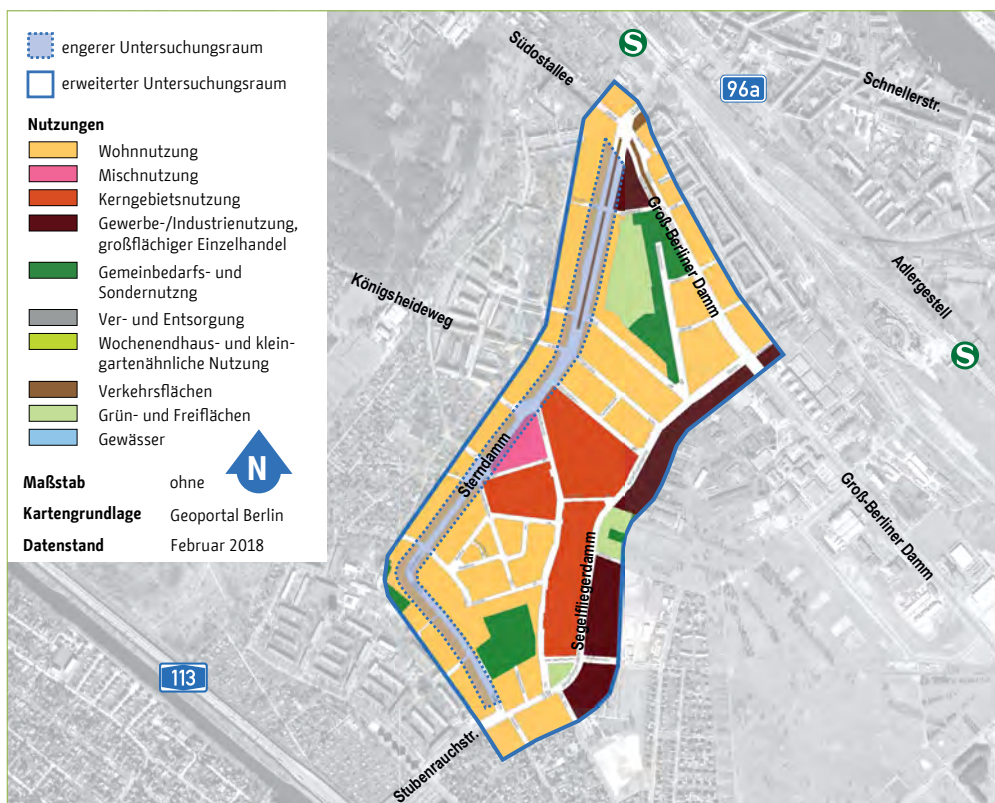 engerer Untersuchungsraum
erweiterter Untersuchungsraum
Nutzungen
Wohnnutzung
Mischnutzung
Kerngebietsnutzung
Gewerbe-/Industrienutzung,
großflächiger Einzelhandel
Gemeinbedarfs- und
Sondernutzng
Ver- und Entsorgung
Wochenendhaus- und klein-
gartenähnliche Nutzung
Verkehrsflächen
Grün- und Freiflächen
Gewässer
N
Maßstab ohne
Kartengrundlage Geoportal Berlin
Datenstand Februar 2018
Südostallee
S
96a
Schnellerstr.
Groß-Berliner Damm
Adlergestell
S
Königsheideweg
Sterndamm
Groß-Berliner Damm
Segelfliegerdamm
113
Stubenrauchstr.